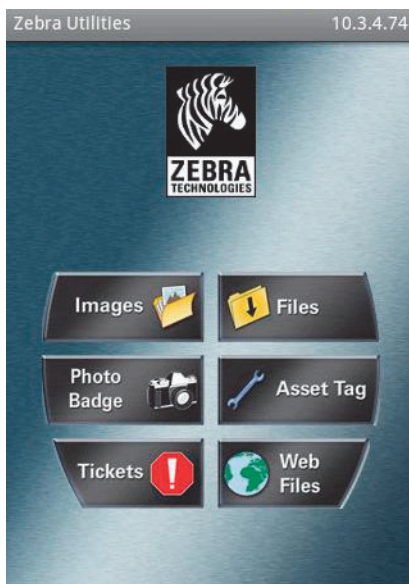 Zebra Utilities 10.3.4.74
ZEBRA
TECHNOLOGIES
Images
Files
Photo
Badge
Asset Tag
Tickets
Web
Files